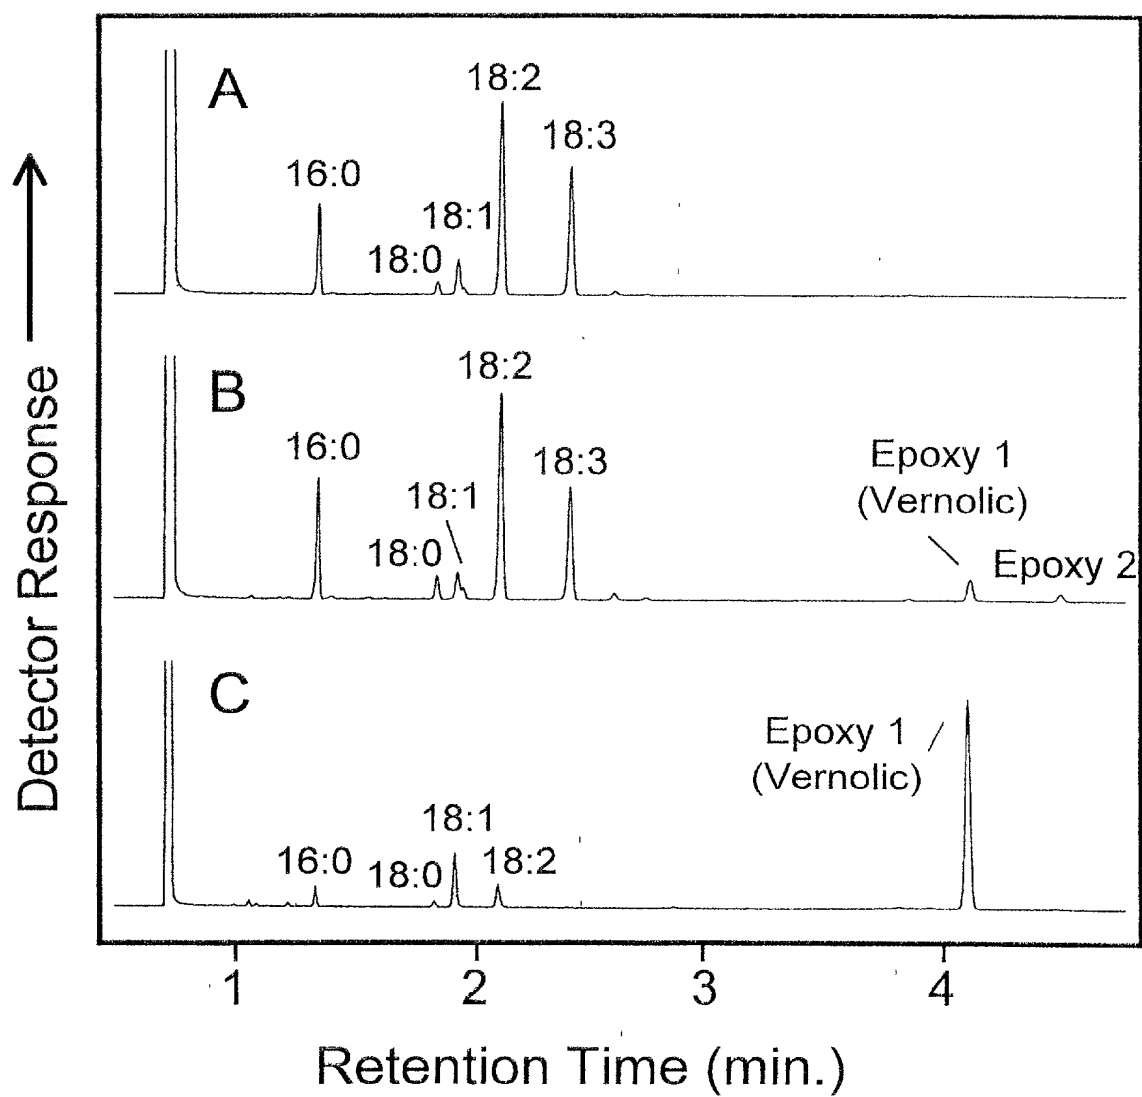 A
18:2
18:3
16:0
18:1
18:0
B
18:2
16:0
18:3
18:1
18:0
Epoxy 1
(Vernolic)
Epoxy 2
C
Epoxy 1
(Vernolic)
18:1
16:0
18:0
18:2
Detector Response
1
2
3
4
Retention Time (min.)